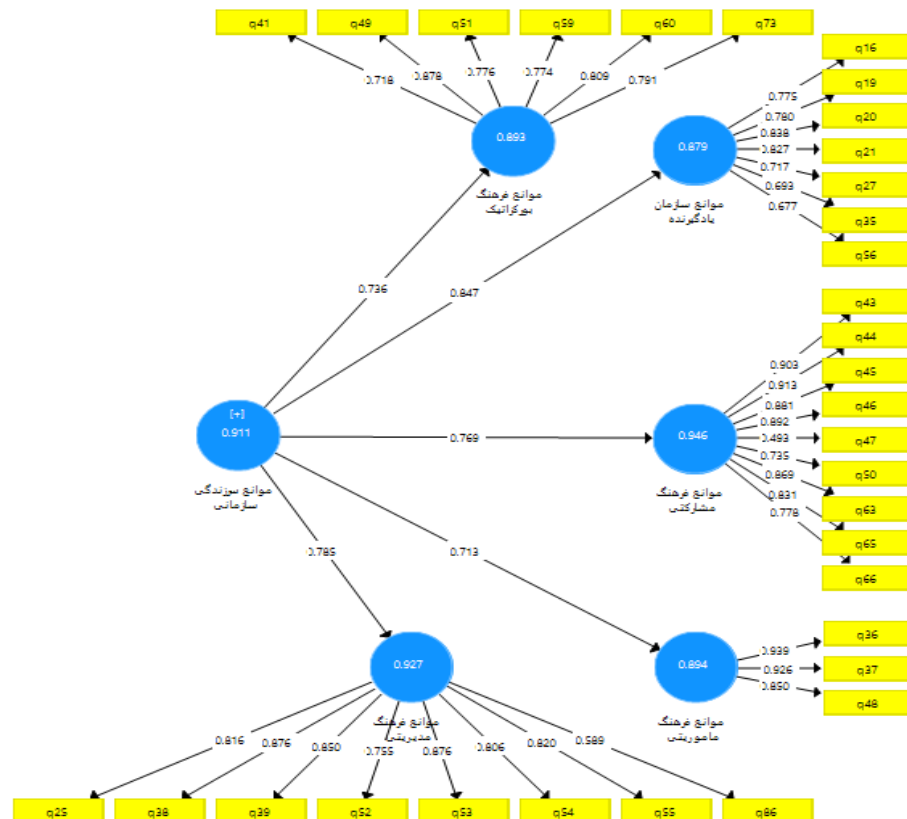 q41
q49
q51
q59
q60
q73
0.718
0.878
0.776
0.774
0.809
0.791
0.893
موانع فرهنگ
بورکراتیک
q16
q19
q20
q21
q27
q35
q56
0.775
0.780
0.838
0.827
0.717
0.693
0.677
0.879
موانع سازمان
یادگیرنده
0.736
0.847
[+]
0.911
موانع سرزندگی
سازمانی
0.769
0.785
0.713
q43
q44
q45
q46
q47
q50
q63
q65
q66
0.903
0.913
0.881
0.892
0.493
0.735
0.869
0.831
0.778
0.946
موانع فرهنگ
مشارکتی
q36
q37
q48
0.939
0.926
0.850
0.894
موانع فرهنگ
ماموریتی
0.927
موانع فرهنگ
مدیریتی
0.816
0.876
0.850
0.755
0.876
0.806
0.820
0.589
q25
q38
q39
q52
q53
q54
q55
q86